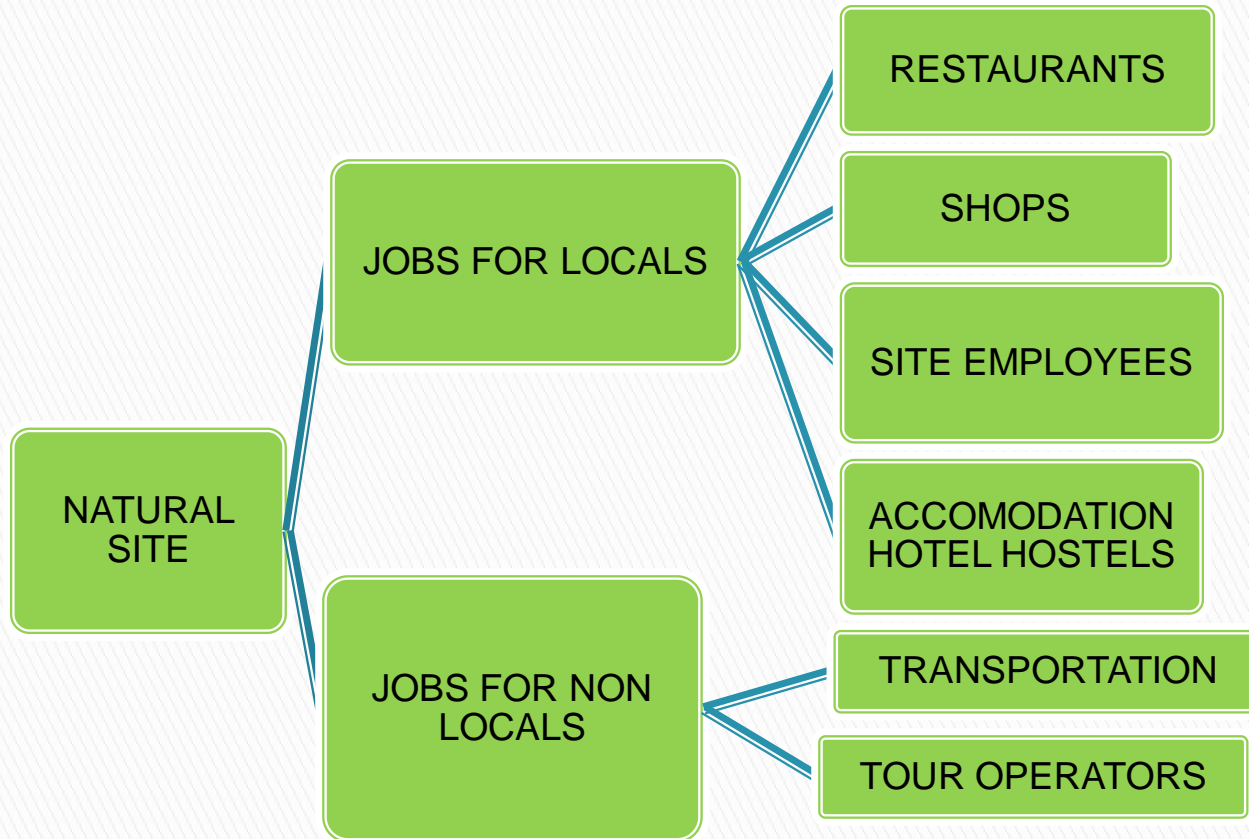 NATURAL
SITE
JOBS FOR LOCALS
RESTAURANTS
SHOPS
SITE EMPLOYEES
ACCOMODATION
HOTEL HOSTELS
JOBS FOR NON
LOCALS
TRANSPORTATION
TOUR OPERATORS